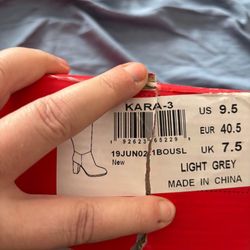 KARA-3
US 9.5
EUR 40.5
UK 7.5
19JUN02 1BOUSL
New
LIGHT GREY
MADE IN CHINA